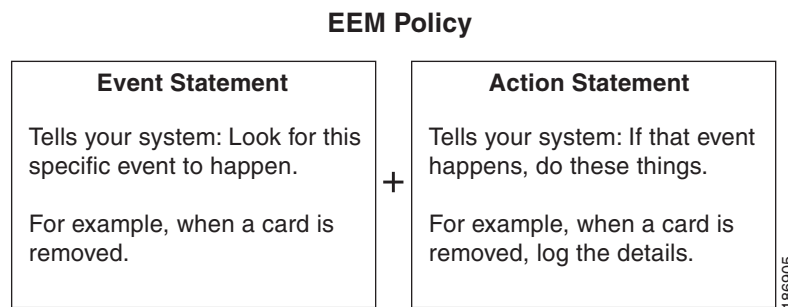 EEM Policy
Event Statement
Tells your system: Look for this
specific event to happen.
For example, when a card is
removed.
+
Action Statement
Tells your system: If that event
happens, do these things.
For example, when a card is
removed, log the details.
186905